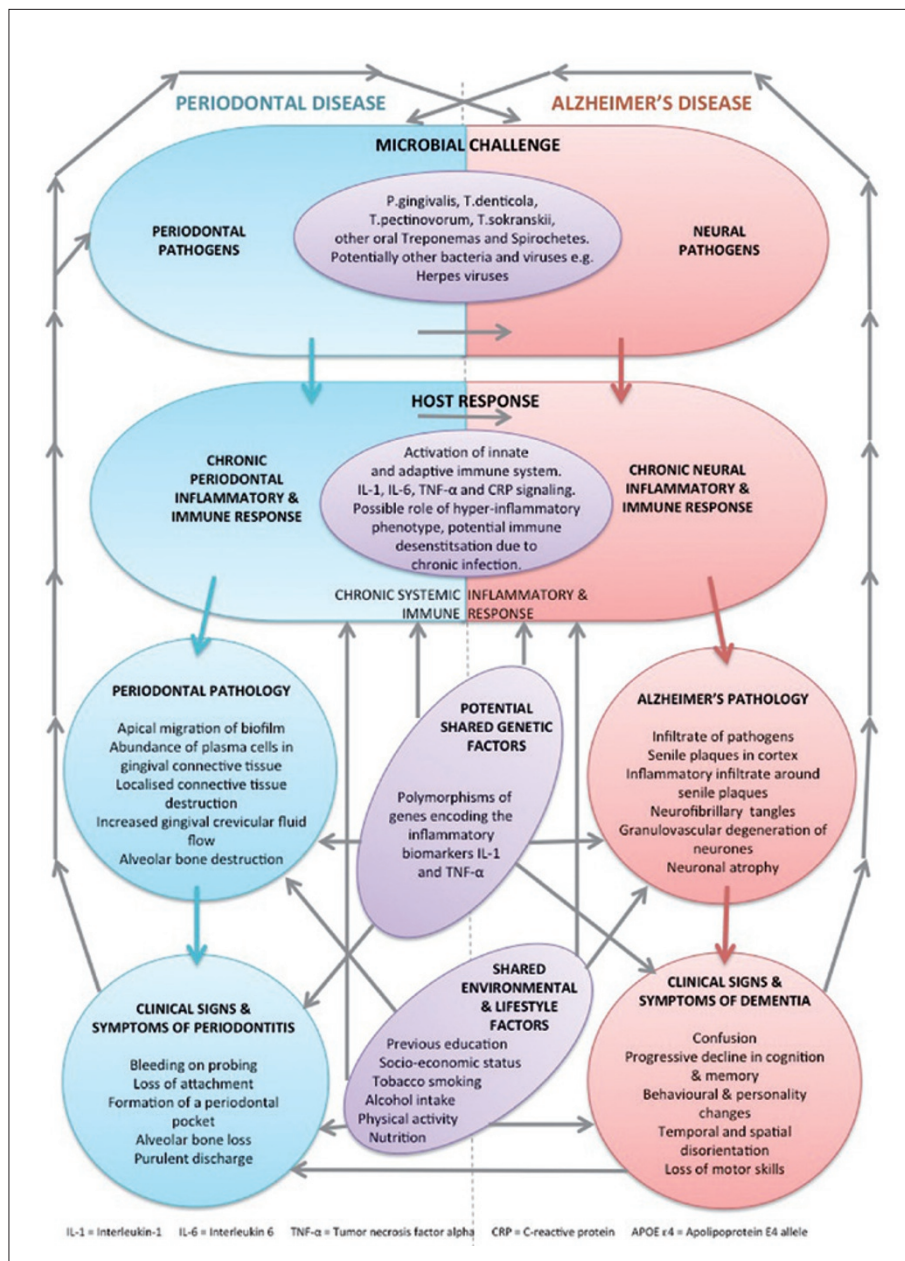 PERIODONTAL DISEASE
ALZHEIMER'S DISEASE
MICROBIAL CHALLENGE
PERIODONTAL
PATHOGENS
P.gingivalis, T.denticola,
T.pectinovorum, T.sokranskii,
other oral Treponemas and Spirochetes.
Potentially other bacteria and viruses e.g.
Herpes viruses
NEURAL
PATHOGENS
HOST RESPONSE
CHRONIC
PERIODONTAL
INFLAMMATORY &
IMMUNE RESPONSE
Activation of innate
and adaptive immune system.
IL-1, IL-6, TNF-α and CRP signaling.
Possible role of hyper-inflammatory
phenotype, potential immune
desenstitsation due to
chronic infection.
CHRONIC NEURAL
INFLAMMATORY &
IMMUNE RESPONSE
CHRONIC SYSTEMIC INFLAMMATORY &
IMMUNE RESPONSE
PERIODONTAL PATHOLOGY
Apical migration of biofilm
Abundance of plasma cells in
gingival connective tissue
Localised connective tissue
destruction
Increased gingival crevicular fluid
flow
Alveolar bone destruction
POTENTIAL
SHARED GENETIC
FACTORS
Polymorphisms of
genes encoding the
inflammatory
biomarkers IL-1
and TNF-α
ALZHEIMER'S PATHOLOGY
Infiltrate of pathogens
Senile plaques in cortex
Inflammatory infiltrate around
senile plaques
Neurofibrillary tangles
Granulovascular degeneration of
neurones
Neuronal atrophy
CLINICAL SIGNS &
SYMPTOMS OF PERIODONTITIS
Bleeding on probing
Loss of attachment
Formation of a periodontal
pocket
Alveolar bone loss
Purulent discharge
SHARED
ENVIRONMENTAL
& LIFESTYLE
FACTORS
Previous education
Socio-economic status
Tobacco smoking
Alcohol intake
Physical activity
Nutrition
CLINICAL SIGNS &
SYMPTOMS OF DEMENTIA
Confusion
Progressive decline in cognition
& memory
Behavioural & personality
changes
Temporal and spatial
disorientation
Loss of motor skills
IL-1 = Interleukin-1 IL-6 = Interleukin 6 TNF-α = Tumor necrosis factor alpha CRP = C-reactive protein APOE ε4 = Apolipoprotein E4 allele